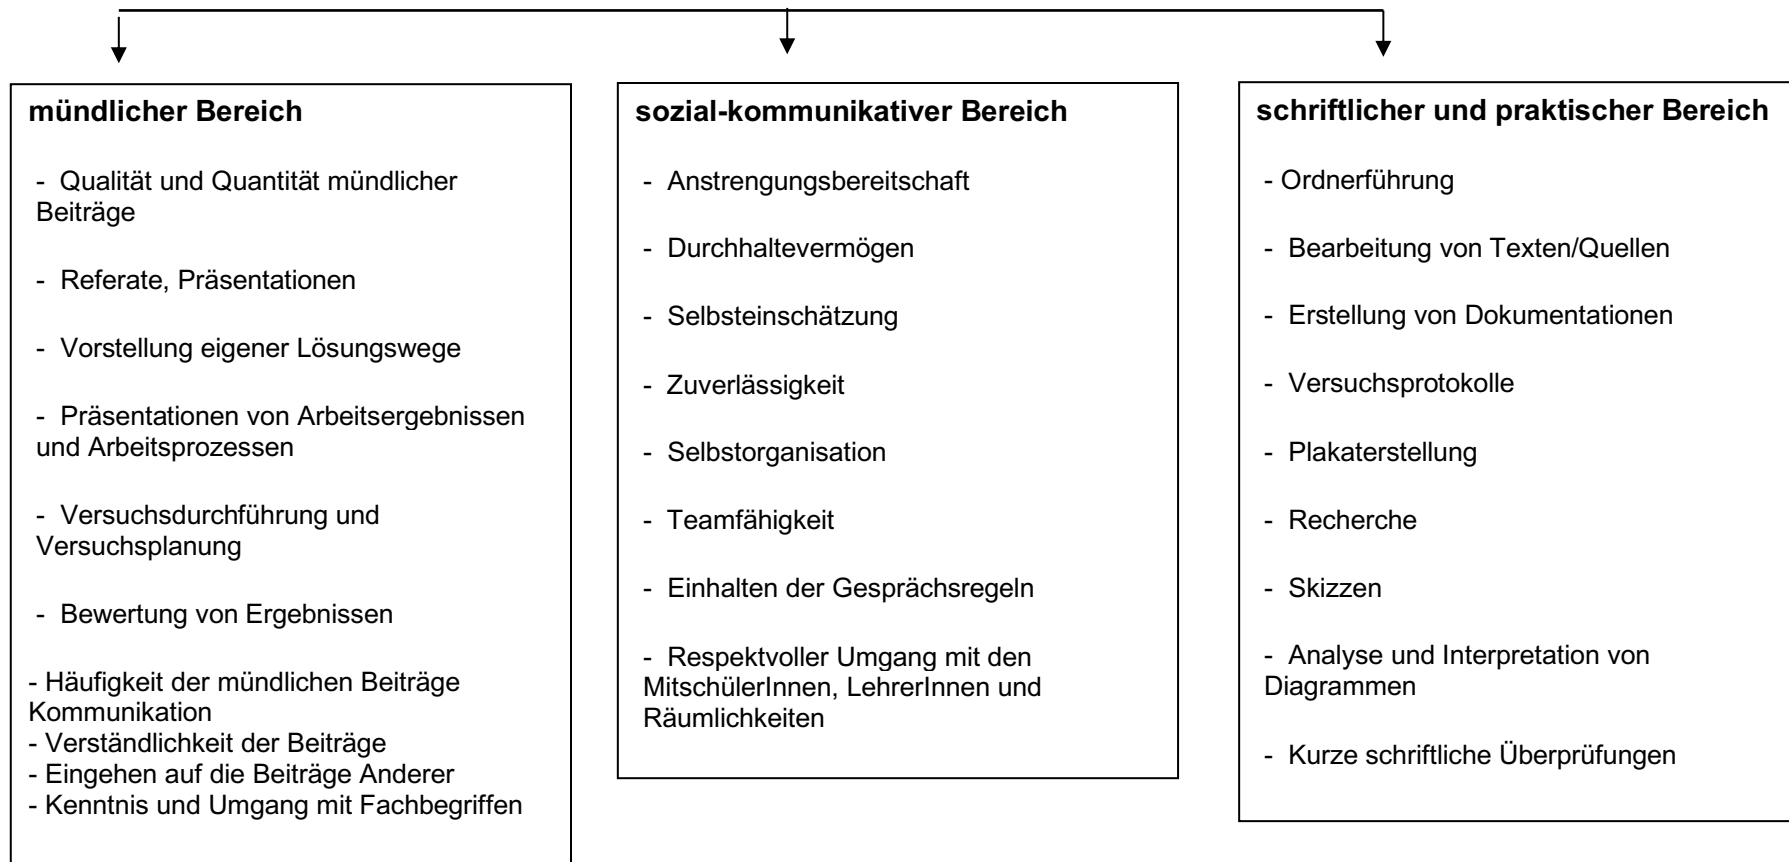 mündlicher Bereich
- Qualität und Quantität mündlicher
Beiträge
- Referate, Präsentationen
- Vorstellung eigener Lösungswege
- Präsentationen von Arbeitsergebnissen
und Arbeitsprozessen
- Versuchsdurchführung und
Versuchsplanung
- Bewertung von Ergebnissen
- Häufigkeit der mündlichen Beiträge
Kommunikation
- Verständlichkeit der Beiträge
- Eingehen auf die Beiträge Anderer
- Kenntnis und Umgang mit Fachbegriffen
sozial-kommunikativer Bereich
- Anstrengungsbereitschaft
- Durchhaltevermögen
- Selbsteinschätzung
- Zuverlässigkeit
- Selbstorganisation
- Teamfähigkeit
- Einhalten der Gesprächsregeln
- Respektvoller Umgang mit den
MitschülerInnen, LehrerInnen und
Räumlichkeiten
schriftlicher und praktischer Bereich
- Ordnerführung
- Bearbeitung von Texten/Quellen
- Erstellung von Dokumentationen
- Versuchsprotokolle
- Plakaterstellung
- Recherche
- Skizzen
- Analyse und Interpretation von
Diagrammen
- Kurze schriftliche Überprüfungen